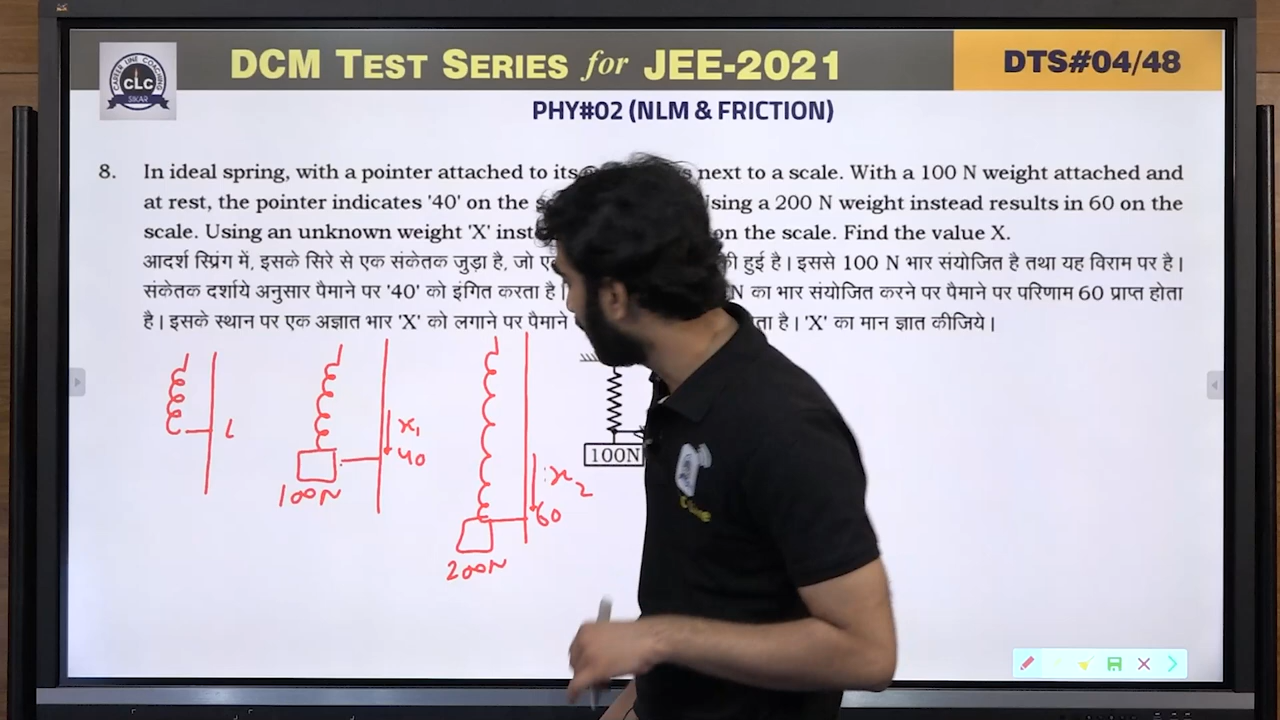 CAREER LINE COACHING
CLC
SIKAR
DCM TEST SERIES for JEE-2021
DTS#04/48
PHY#02 (NLM & FRICTION)
8. In ideal spring, with a pointer attached to its next to a scale. With a 100 N weight attached and
at rest, the pointer indicates '40' on the sing a 200 N weight instead results in 60 on the
scale. Using an unknown weight 'X' inst on the scale. Find the value X.
आदर्श स्प्रिंग में, इसके सिरे से एक संकेतक जुड़ा है, जो की हुई है। इससे 100 N भार संयोजित है तथा यह विराम पर है।
संकेतक दर्शाये अनुसार पैमाने पर '40' को इंगित करता है। N का भार संयोजित करने पर पैमाने पर परिणाम 60 प्राप्त होता
है। इसके स्थान पर एक अज्ञात भार 'X' को लगाने पर पैमाने ता है। 'X' का मान ज्ञात कीजिये।
l
x₁
40
100N
x₂
60
200N
100N